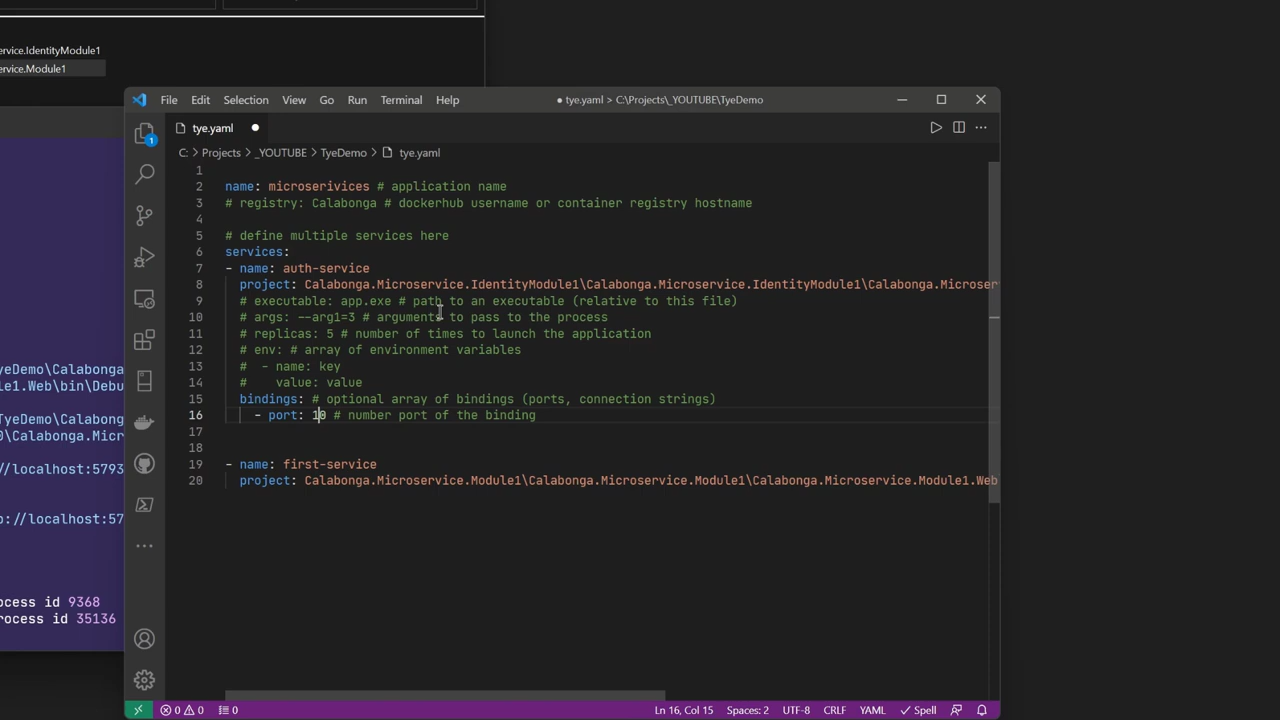 ervice.IdentityModule1
ervice.Module1
File Edit Selection View Go Run Terminal Help
● tye.yaml > C:\Projects\_YOUTUBE\TyeDemo
tye.yaml
C: > Projects > _YOUTUBE > TyeDemo > tye.yaml
1
2 name: microserivices # application name
3 # registry: Calabonga # dockerhub username or container registry hostname
4
5 # define multiple services here
6 services:
7 - name: auth-service
8 project: Calabonga.Microservice.IdentityModule1\Calabonga.Microservice.IdentityModule1\Calabonga.Microser
9 # executable: app.exe # path to an executable (relative to this file)
10 # args: --arg1=3 # arguments to pass to the process
11 # replicas: 5 # number of times to launch the application
12 # env: # array of environment variables
13 # - name: key
14 # value: value
15 bindings: # optional array of bindings (ports, connection strings)
16 - port: 10 # number port of the binding
17
18
19 - name: first-service
20 project: Calabonga.Microservice.Module1\Calabonga.Microservice.Module1\Calabonga.Microservice.Module1.Web
yeDemo\Calabonga
le1.Web\bin\Debu
TyeDemo\Calabong
0\Calabonga.Micr
//localhost:5793
p://localhost:57
ocess id 9368
rocess id 35136
1
0 0 0
Ln 16, Col 15 Spaces: 2 UTF-8 CRLF YAML Spell